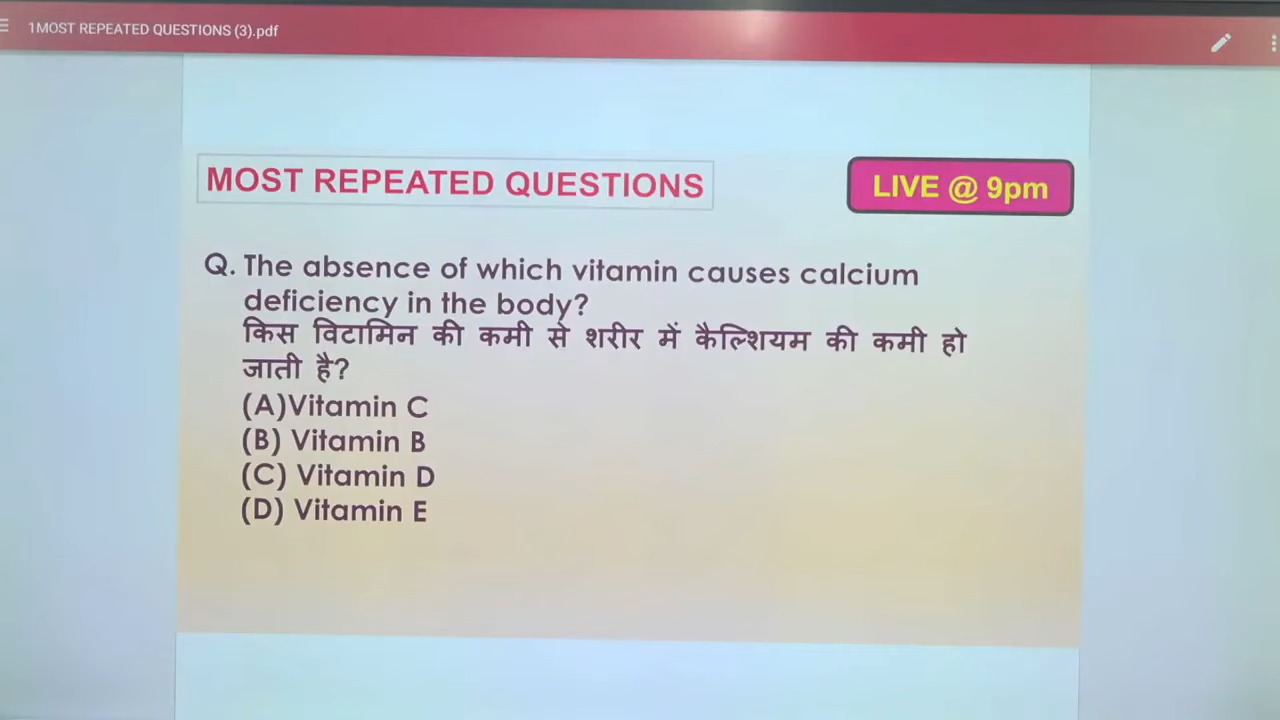 1MOST REPEATED QUESTIONS (3).pdf
MOST REPEATED QUESTIONS
LIVE @ 9pm
Q. The absence of which vitamin causes calcium
deficiency in the body?
किस विटामिन की कमी से शरीर में कैल्शियम की कमी हो
जाती है?
(A)Vitamin C
(B) Vitamin B
(C) Vitamin D
(D) Vitamin E